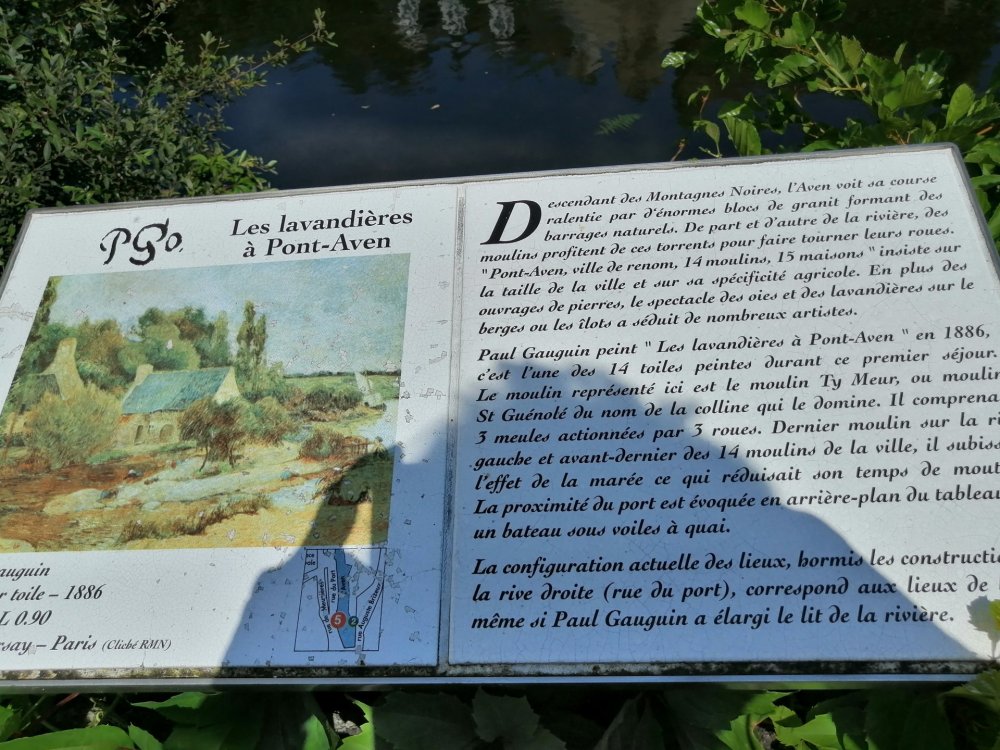 PGo.
Les lavandières
à Pont-Aven
auguin
r toile – 1886
L 0.90
rsay – Paris (Cliché RMN)
rue du Port
Aven
rue Auguste Brizeux
5
2
Descendant des Montagnes Noires, l'Aven voit sa course
ralentie par d'énormes blocs de granit formant des
barrages naturels. De part et d'autre de la rivière, des
moulins profitent de ces torrents pour faire tourner leurs roues.
"Pont-Aven, ville de renom, 14 moulins, 15 maisons " insiste sur
la taille de la ville et sur sa spécificité agricole. En plus des
ouvrages de pierres, le spectacle des oies et des lavandières sur le
berges ou les îlots a séduit de nombreux artistes.
Paul Gauguin peint " Les lavandières à Pont-Aven " en 1886,
c'est l'une des 14 toiles peintes durant ce premier séjour.
Le moulin représenté ici est le moulin Ty Meur, ou moulin
St Guénolé du nom de la colline qui le domine. Il comprena
3 meules actionnées par 3 roues. Dernier moulin sur la ri
gauche et avant-dernier des 14 moulins de la ville, il subiss
l'effet de la marée ce qui réduisait son temps de mout
La proximité du port est évoquée en arrière-plan du tableau
un bateau sous voiles à quai.
La configuration actuelle des lieux, hormis les constructio
la rive droite (rue du port), correspond aux lieux de
même si Paul Gauguin a élargi le lit de la rivière.